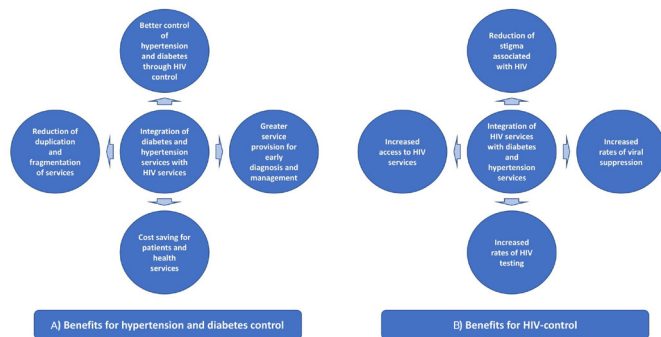 Better control
of
hypertension
and diabetes
through HIV
control
Reduction of
duplication
and
fragmentation
of services
Integration of
diabetes and
hypertension
services with
HIV services
Greater
service
provision for
early
diagnosis and
management
Cost saving for
patients and
health
services
A) Benefits for hypertension and diabetes control
Reduction of
stigma
associated
with HIV
Increased
access to HIV
services
Integration of
HIV services
with diabetes
and
hypertension
services
Increased
rates of viral
suppression
Increased
rates of HIV
testing
B) Benefits for HIV-control